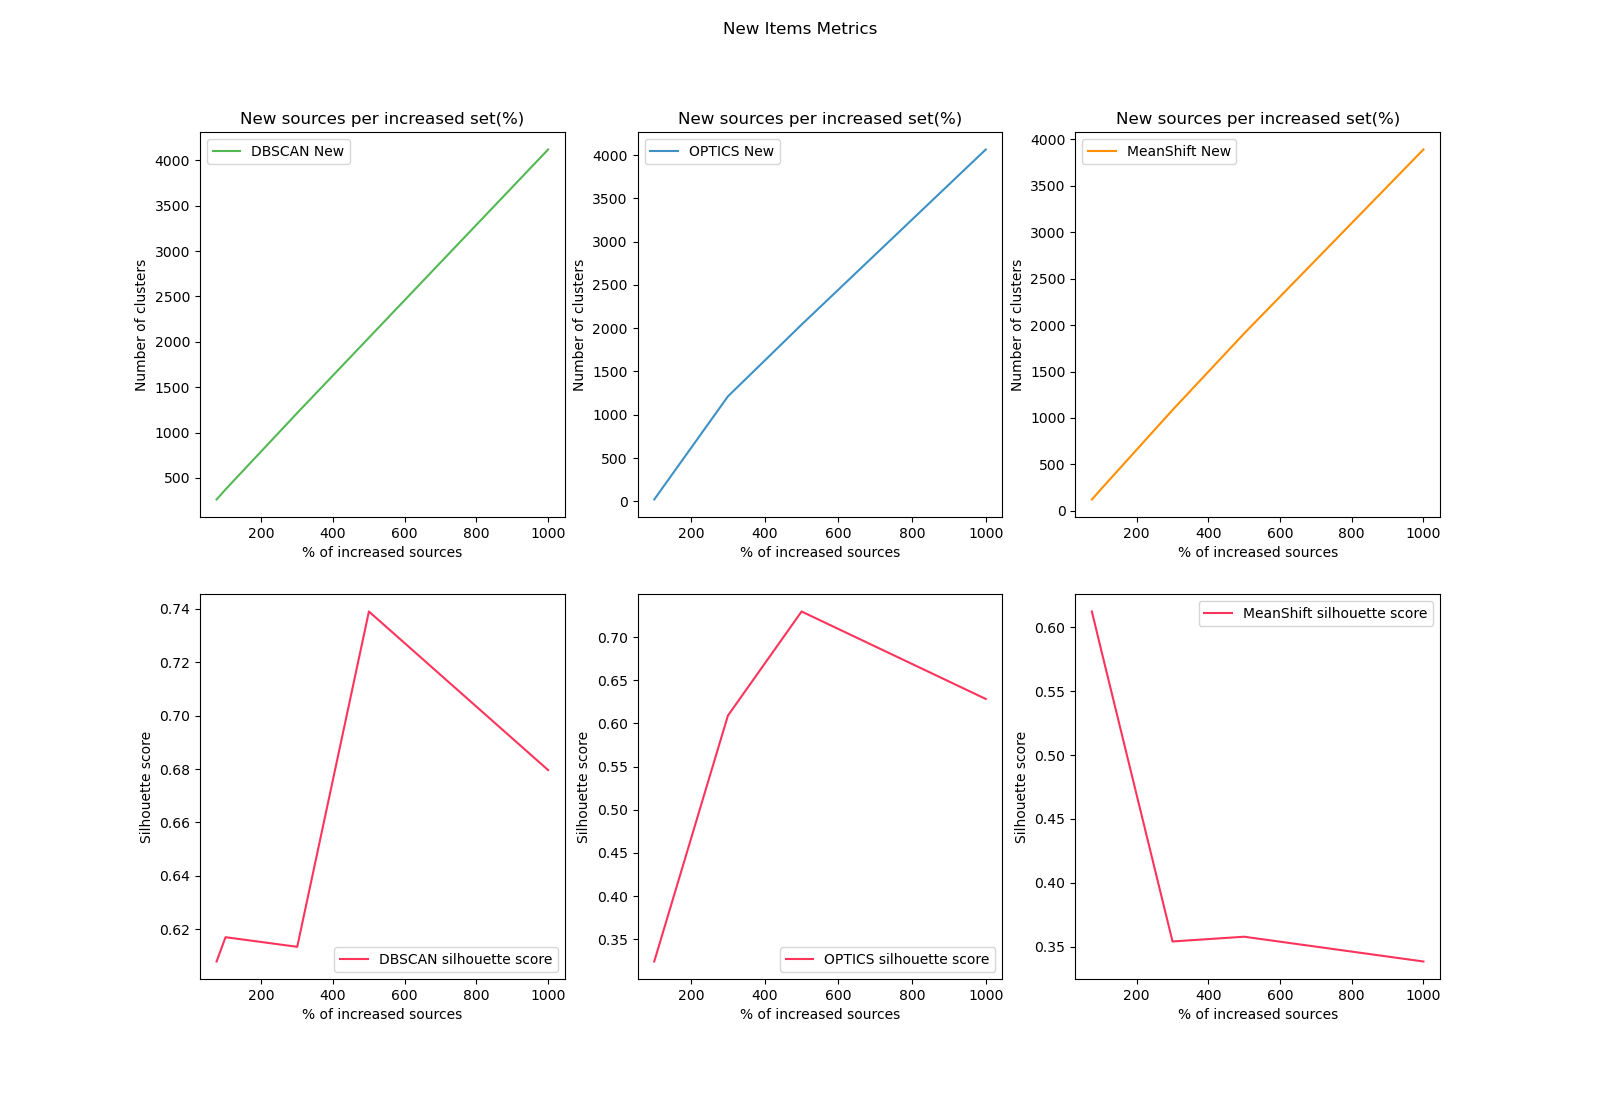 New Items Metrics
New sources per increased set(%)
DBSCAN New
Number of clusters
4000
3500
3000
2500
2000
1500
1000
500
200 400 600 800 1000
% of increased sources
New sources per increased set(%)
OPTICS New
Number of clusters
4000
3500
3000
2500
2000
1500
1000
500
0
200 400 600 800 1000
% of increased sources
New sources per increased set(%)
MeanShift New
Number of clusters
4000
3500
3000
2500
2000
1500
1000
500
0
200 400 600 800 1000
% of increased sources
Silhouette score
0.74
0.72
0.70
0.68
0.66
0.64
0.62
DBSCAN silhouette score
200 400 600 800 1000
% of increased sources
Silhouette score
0.70
0.65
0.60
0.55
0.50
0.45
0.40
0.35
OPTICS silhouette score
200 400 600 800 1000
% of increased sources
MeanShift silhouette score
Silhouette score
0.60
0.55
0.50
0.45
0.40
0.35
200 400 600 800 1000
% of increased sources